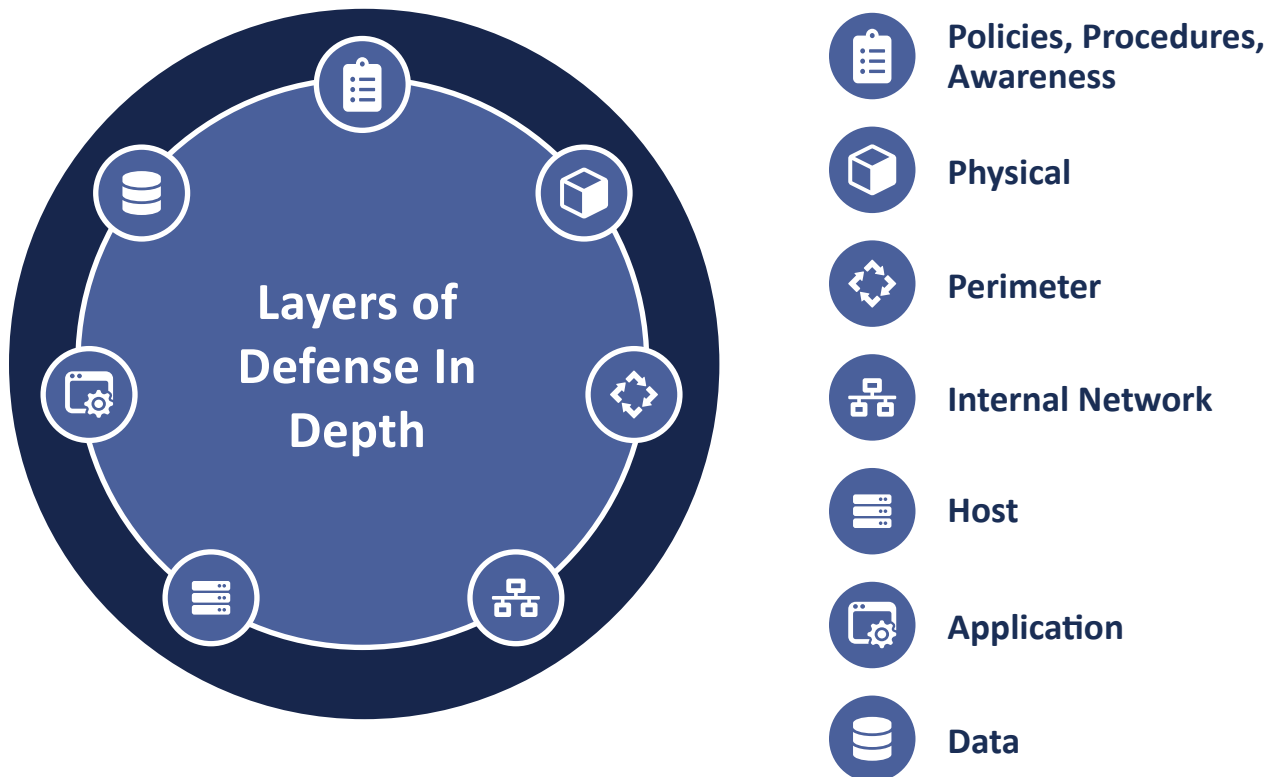 Layers of
Defense In
Depth
Policies, Procedures,
Awareness
Physical
Perimeter
Internal Network
Host
Application
Data